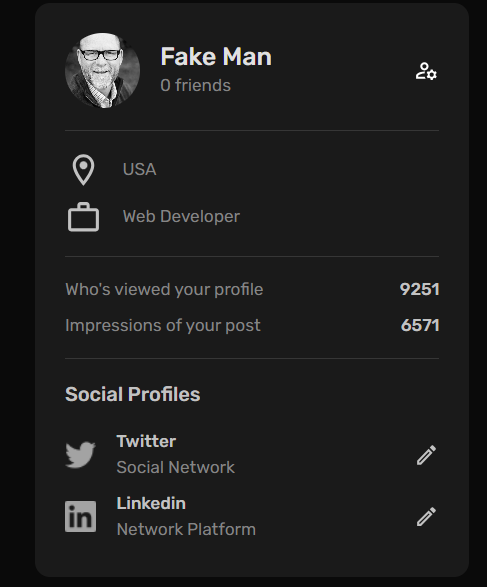 Fake Man
0 friends
USA
Web Developer
Who's viewed your profile 9251
Impressions of your post 6571
Social Profiles
Twitter
Social Network
in
Linkedin
Network Platform